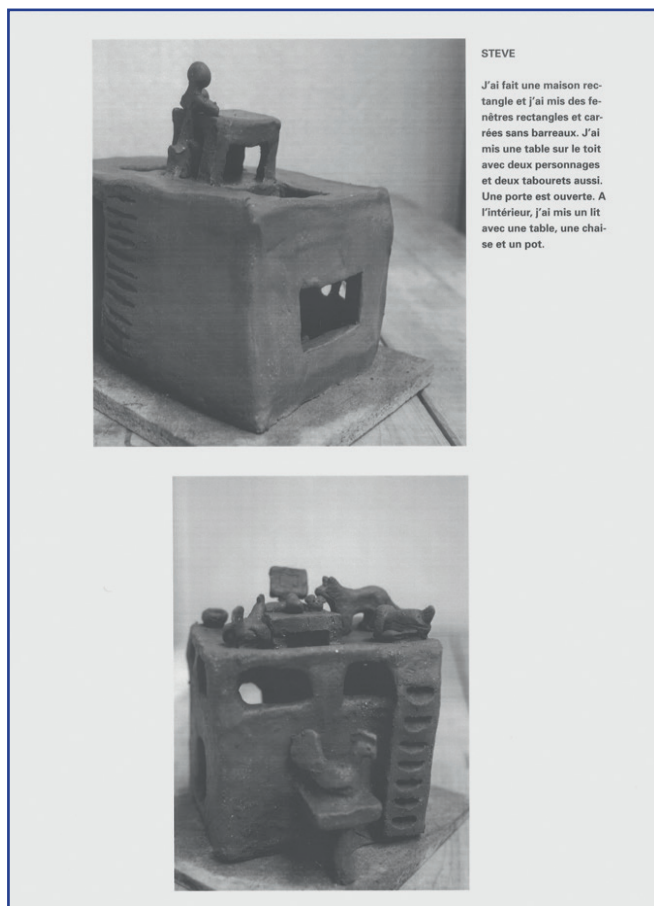 STEVE
J'ai fait une maison rec-
tangle et j'ai mis des fe-
nêtres rectangles et car-
rées sans barreaux. J'ai
mis une table sur le toit
avec deux personnages
et deux tabourets aussi.
Une porte est ouverte. A
l'intérieur, j'ai mis un lit
avec une table, une chai-
se et un pot.